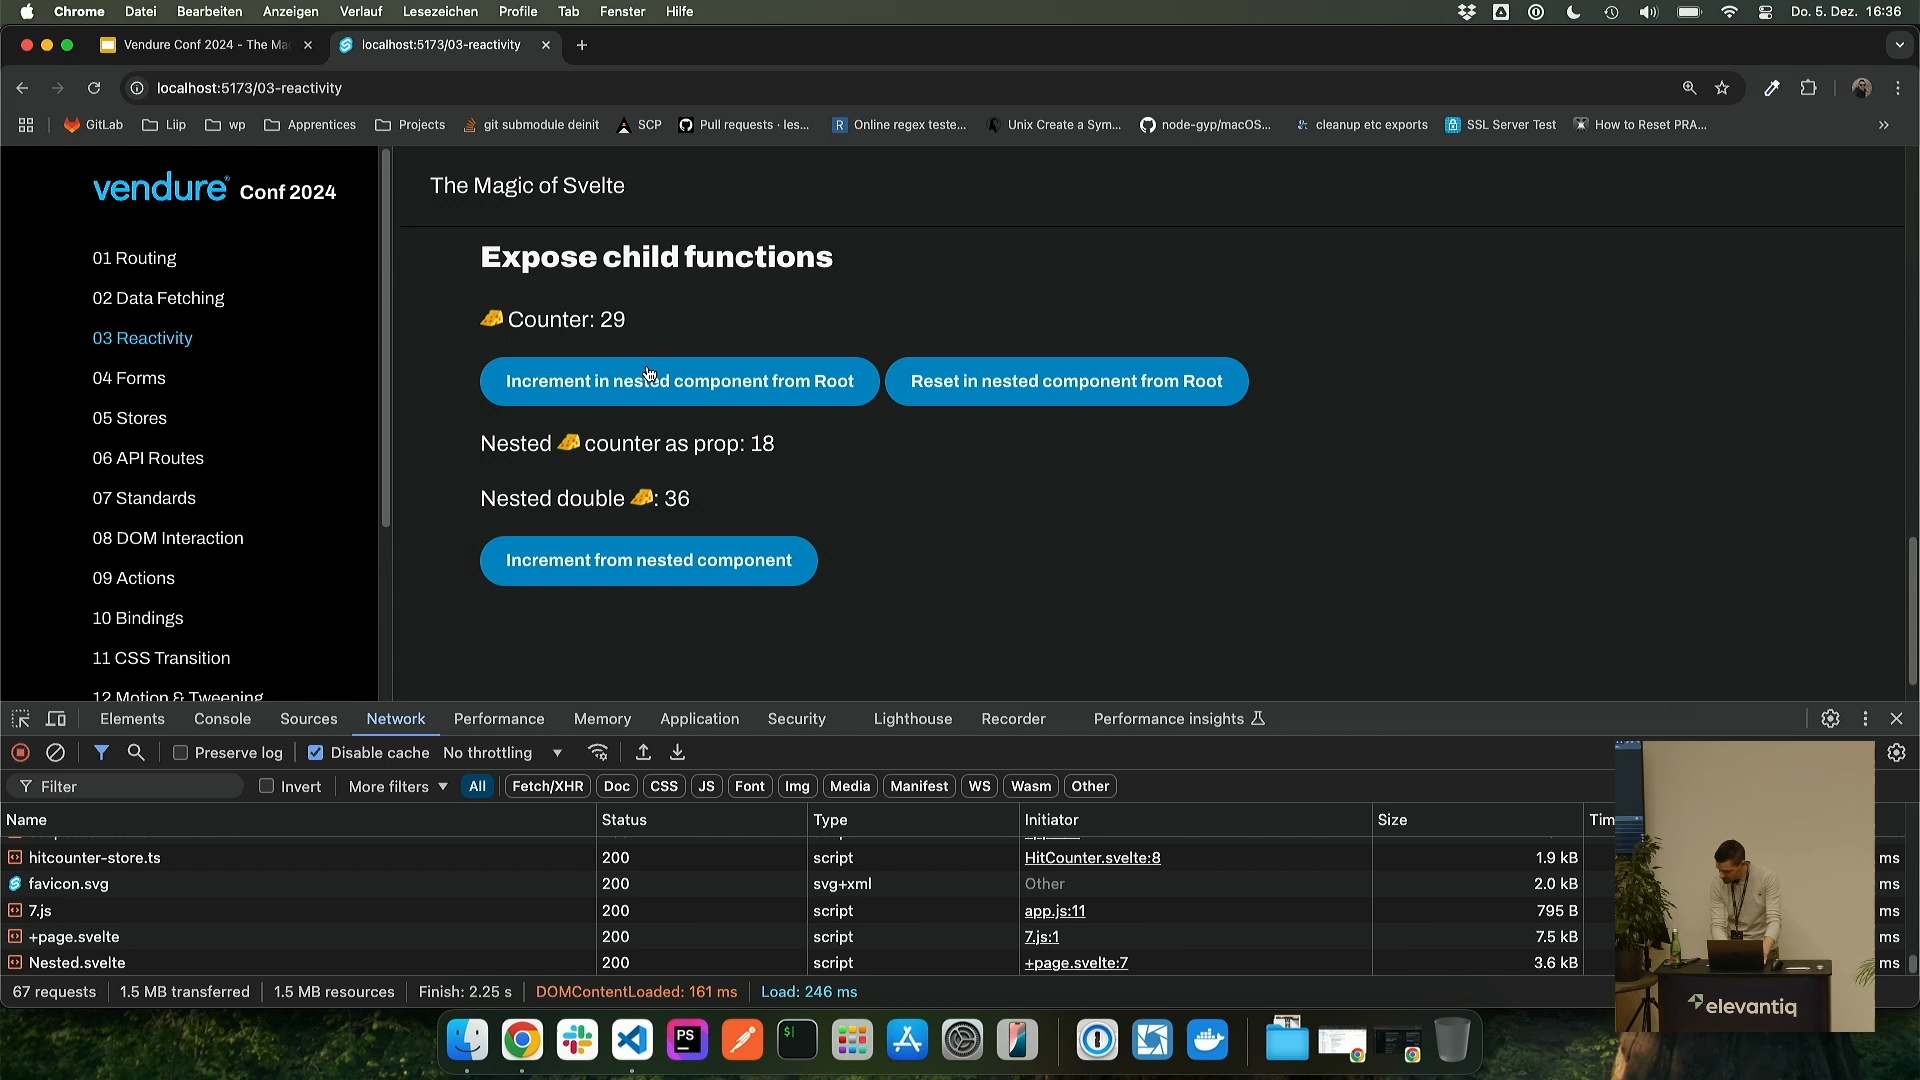 Chrome Datei Bearbeiten Anzeigen Verlauf Lesezeichen Profile Tab Fenster Hilfe Do. 5. Dez. 16:36
Vendure Conf 2024 - The Ma
localhost:5173/03-reactivity
localhost:5173/03-reactivity
GitLab Liip wp Apprentices Projects git submodule deinit SCP Pull requests · les... Online regex teste... Unix Create a Sym... node-gyp/macOS... cleanup etc exports SSL Server Test How to Reset PRA...
vendure Conf 2024
The Magic of Svelte
01 Routing
02 Data Fetching
03 Reactivity
04 Forms
05 Stores
06 API Routes
07 Standards
08 DOM Interaction
09 Actions
10 Bindings
11 CSS Transition
12 Motion & Tweening
Expose child functions
🧀 Counter: 29
Increment in nested component from Root Reset in nested component from Root
Nested 🧀 counter as prop: 18
Nested double 🧀: 36
Increment from nested component
Elements Console Sources Network Performance Memory Application Security Lighthouse Recorder Performance insights
Preserve log Disable cache No throttling
Filter Invert More filters All Fetch/XHR Doc CSS JS Font Img Media Manifest WS Wasm Other
Name Status Type Initiator Size Tim
hitcounter-store.ts 200 script HitCounter.svelte:8 1.9 kB ms
favicon.svg 200 svg+xml Other 2.0 kB ms
7.js 200 script app.js:11 795 B ms
+page.svelte 200 script 7.js:1 7.5 kB ms
Nested.svelte 200 script +page.svelte:7 3.6 kB ms
67 requests 1.5 MB transferred 1.5 MB resources Finish: 2.25 s DOMContentLoaded: 161 ms Load: 246 ms
elevantiq
PS